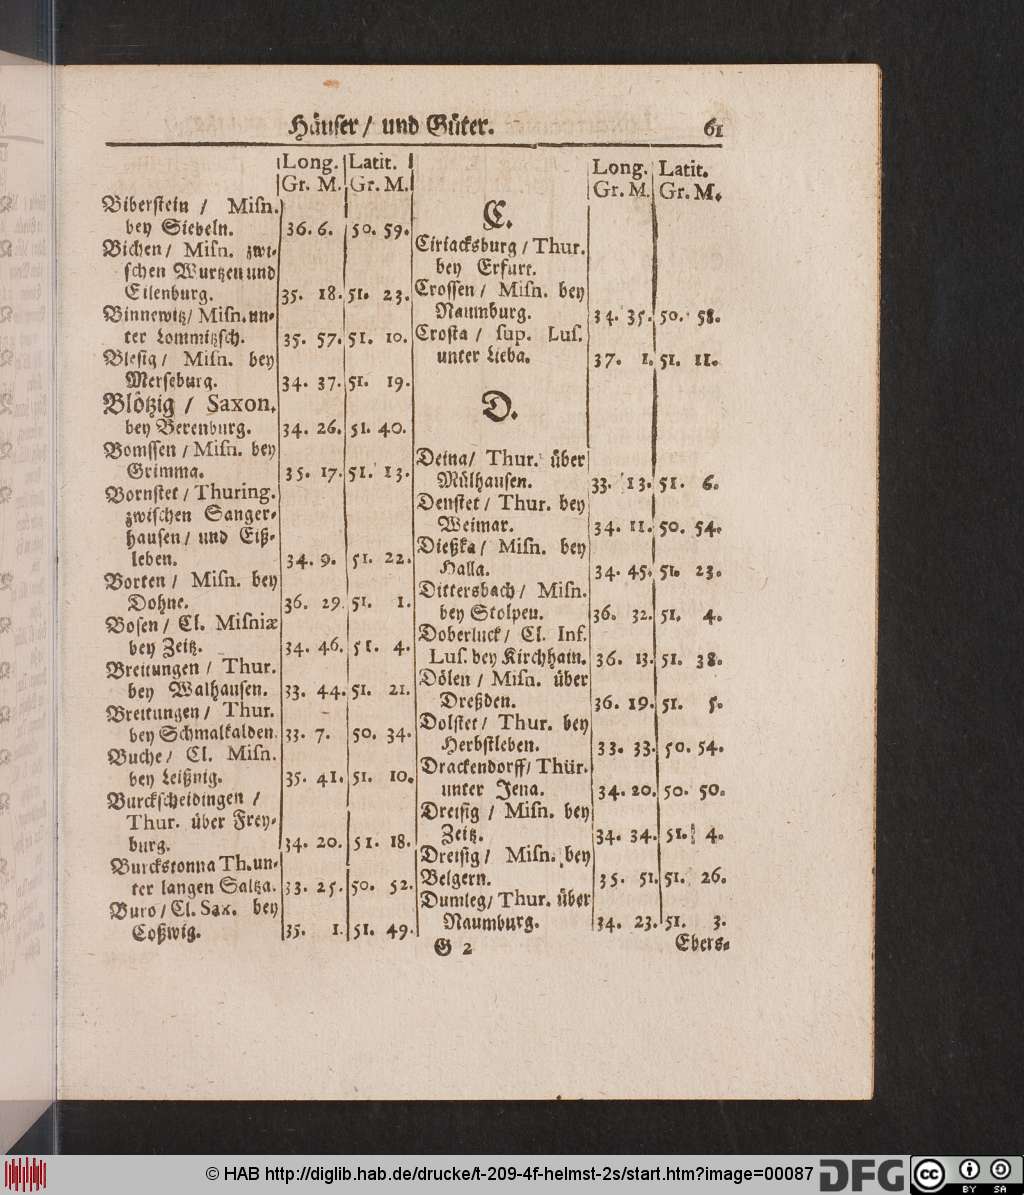 Häuser / und Güter. 61
Long. Latit.
Gr. M. Gr. M.
Biberstein / Misn.
bey Siebeln. 36. 6. 50. 59.
Bichen / Misn. zwi-
schen Wurtzen und
Eilenburg. 35. 18. 51. 23.
Binnewitz / Misn. un-
ter Lommitzsch. 35. 57. 51. 10.
Blesig / Misn. bey
Merseburg. 34. 37. 51. 19.
Blötzig / Saxon.
bey Berenburg. 34. 26. 51. 40.
Bomssen / Misn. bey
Grimma. 35. 17. 51. 13.
Bornstet / Thuring.
zwischen Sanger-
hausen / und Eiß-
leben. 34. 9. 51. 22.
Borten / Misn. bey
Dohne. 36. 29. 51. 1.
Bosen / Cl. Misniæ
bey Zeitz. 34. 46. 51. 4.
Breitungen / Thur.
bey Walhausen. 33. 44. 51. 21.
Breitungen / Thur.
bey Schmalkalden. 33. 7. 50. 34.
Buche / Cl. Misn.
bey Leißnig. 35. 41. 51. 10.
Burckscheidingen /
Thur. über Frey-
burg. 34. 20. 51. 18.
Burckstonna Th. un-
ter langen Saltza. 33. 25. 50. 52.
Buro / Cl. Sax. bey
Coßwig. 35. 1. 51. 49.
Long. Latit.
Gr. M. Gr. M.
C.
Ciriacksburg / Thur.
bey Erfurt.
Crossen / Misn. bey
Naumburg. 34. 35. 50. 58.
Crosta / sup. Lus.
unter Lieba. 37. 1. 51. 11.
D.
Deina / Thur. über
Mülhausen. 33. 13. 51. 6.
Denstet / Thur. bey
Weimar. 34. 11. 50. 54.
Dießka / Misn. bey
Halla. 34. 45. 51. 23.
Dittersbach / Misn.
bey Stolpen. 36. 32. 51. 4.
Doberluck / Cl. Inf.
Lus. bey Kirchhain. 36. 13. 51. 38.
Dölen / Misn. über
Dreßden. 36. 19. 51. 5.
Dolstet / Thur. bey
Herbstleben. 33. 33. 50. 54.
Drackendorff / Thür.
unter Jena. 34. 20. 50. 50.
Dreisig / Misn. bey
Zeitz. 34. 34. 51. 4.
Dreisig / Misn. bey
Belgern. 35. 51. 51. 26.
Dumleg / Thur. über
Naumburg. 34. 23. 51. 3.
G 2 Ebers-
© HAB http://diglib.hab.de/drucke/t-209-4f-helmst-2s/start.htm?image=00087 DFG cc BY SA